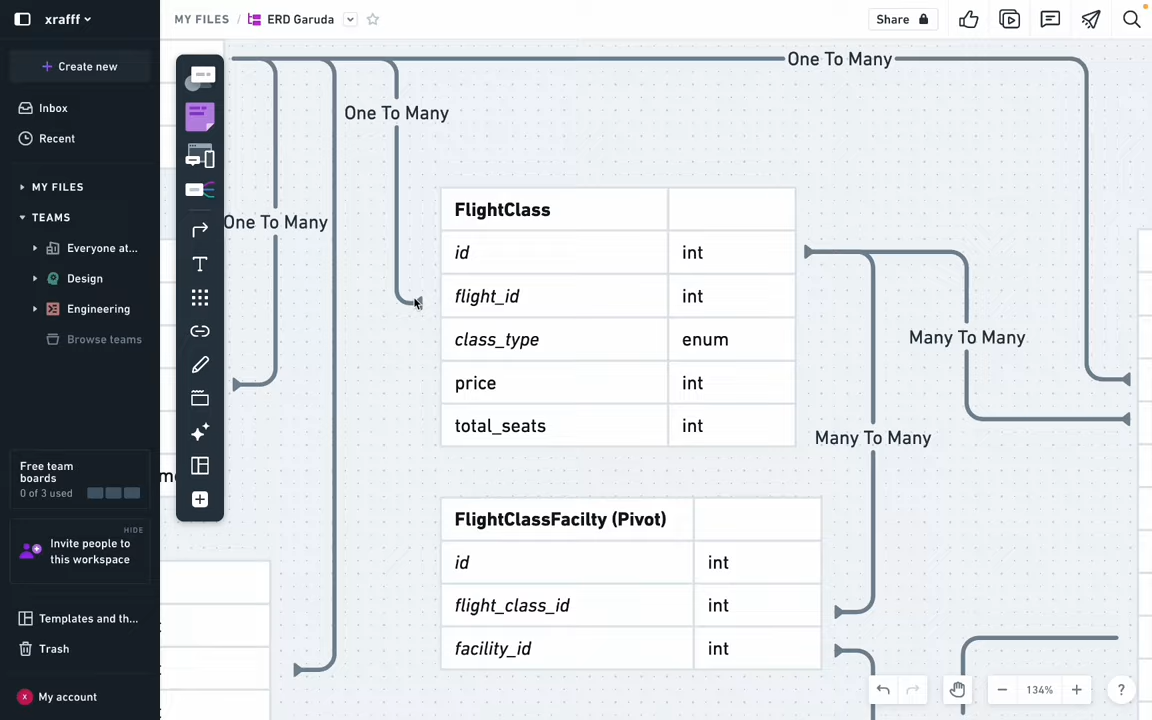 xrafff
MY FILES / ERD Garuda
Share
Create new
Inbox
Recent
MY FILES
TEAMS
Everyone at...
Design
Engineering
Browse teams
Free team
boards
0 of 3 used
HIDE
Invite people to
this workspace
Templates and th...
Trash
x
My account
One To Many
One To Many
One To Many
FlightClass
id int
flight_id int
class_type enum
price int
total_seats int
Many To Many
Many To Many
FlightClassFacilty (Pivot)
id int
flight_class_id int
facility_id int
134%
?